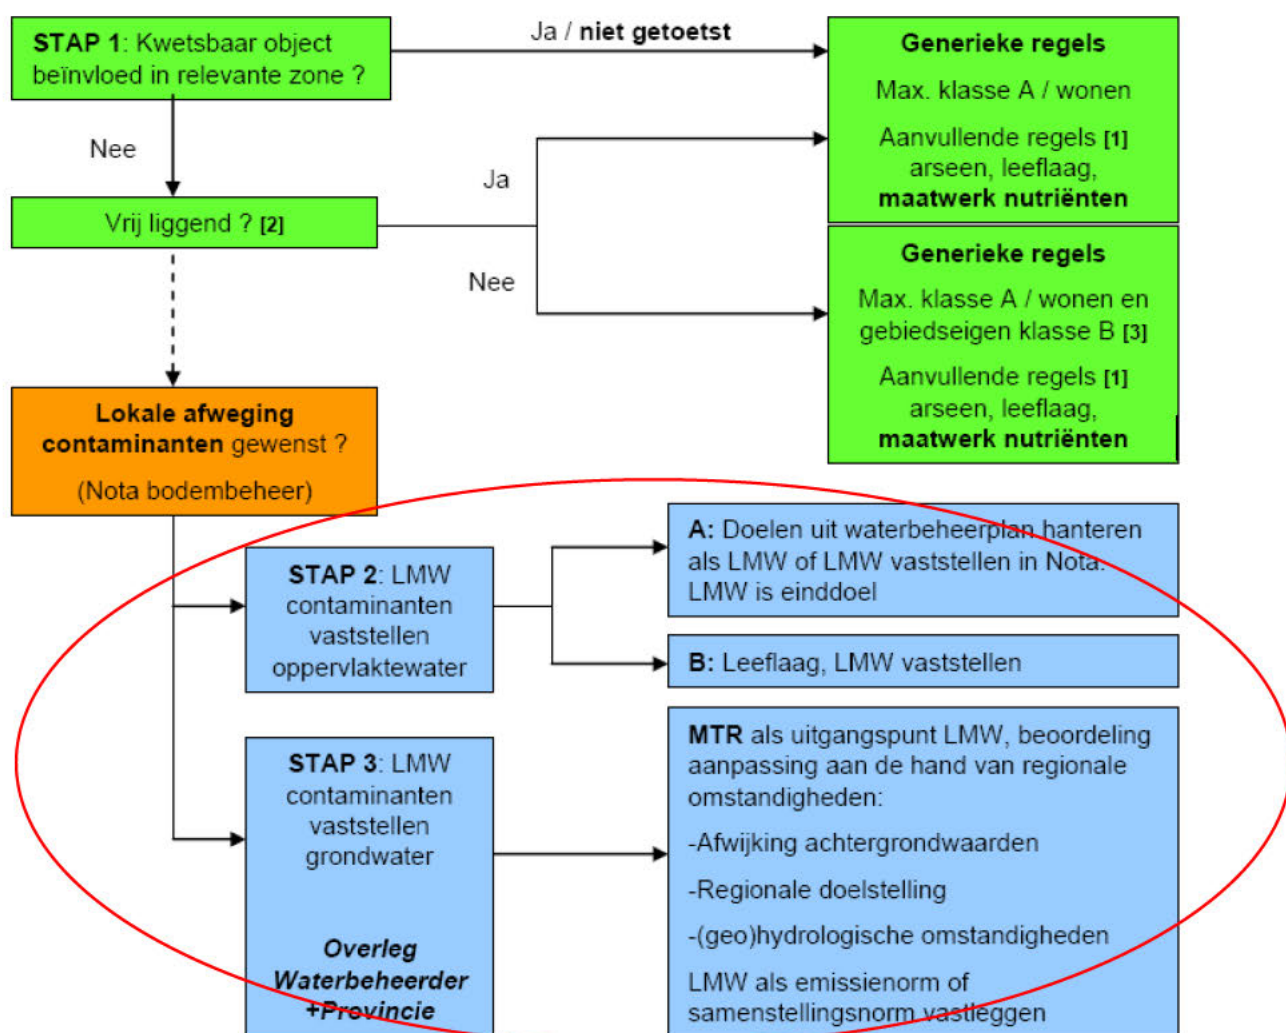 STAP 1: Kwetsbaar object
beïnvloed in relevante zone ?
Ja / niet getoetst
Generieke regels
Max. klasse A / wonen
Aanvullende regels [1]
arseen, leeflaag,
maatwerk nutriënten
Nee
Vrij liggend ? [2]
Ja
Nee
Generieke regels
Max. klasse A / wonen en
gebiedseigen klasse B [3]
Aanvullende regels [1]
arseen, leeflaag,
maatwerk nutriënten
Lokale afweging
contaminanten gewenst ?
(Nota bodembeheer)
STAP 2: LMW
contaminanten
vaststellen
oppervlaktewater
A: Doelen uit waterbeheerplan hanteren
als LMW of LMW vaststellen in Nota.
LMW is einddoel
B: Leeflaag, LMW vaststellen
STAP 3: LMW
contaminanten
vaststellen
grondwater
Overleg
Waterbeheerder
+Provincie
MTR als uitgangspunt LMW, beoordeling
aanpassing aan de hand van regionale
omstandigheden:
-Afwijking achtergrondwaarden
-Regionale doelstelling
-(geo)hydrologische omstandigheden
LMW als emissienorm of
samenstellingsnorm vastleggen